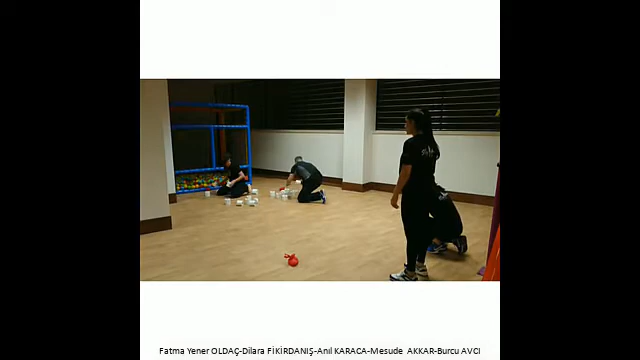 Fatma Yener OLDAÇ-Dilara FİKİRDANIŞ-Anıl KARACA-Mesude AKKAR-Burcu AVCI